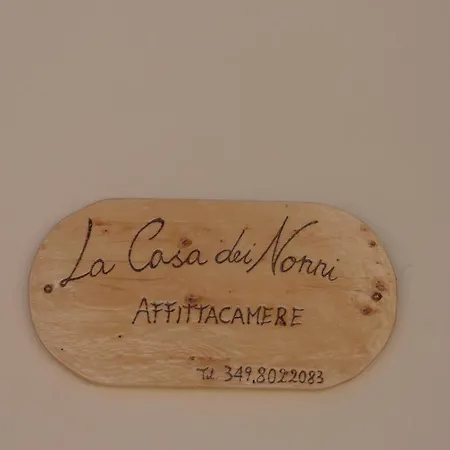 La Casa dei Nonni
AFFITTACAMERE
Tel. 349.8022083